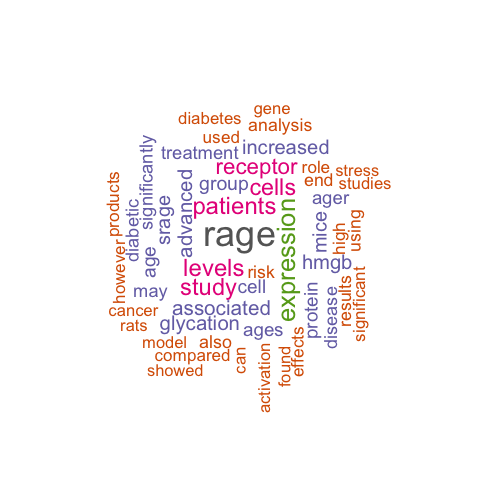 gene
diabetes
analysis
used
increased
treatment
significantly
receptor
role
stress
end
studies
group
cells
advanced
products
diabetic
srage
patients
ager
mice
high
using
rage
expression
age
however
levels
risk
hmgb
may
study
cell
protein
disease
results
significant
cancer
associated
rats
glycation
ages
model
also
compared
can
effects
showed
activation
found